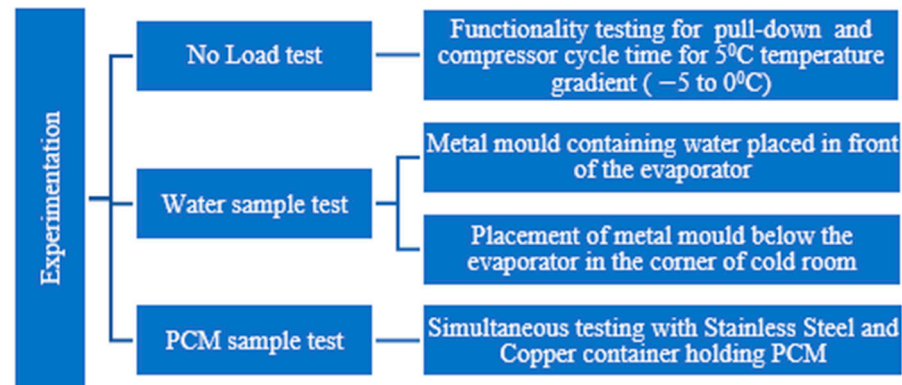 Experimentation
No Load test
Functionality testing for pull-down and
compressor cycle time for 5⁰C temperature
gradient ( −5 to 0⁰C)
Water sample test
Metal mould containing water placed in front
of the evaporator
Placement of metal mould below the
evaporator in the corner of cold room
PCM sample test
Simultaneous testing with Stainless Steel and
Copper container holding PCM